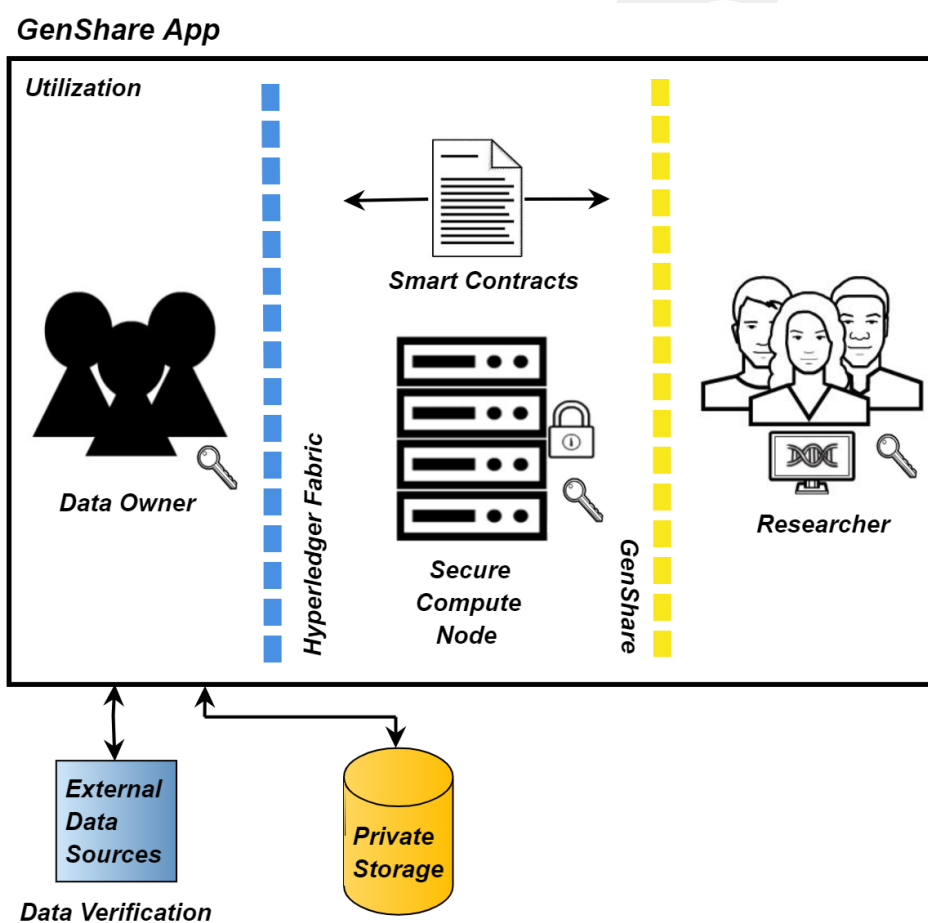 GenShare App
Utilization
Smart Contracts
Data Owner
Hyperledger Fabric
Secure
Compute
Node
GenShare
Researcher
External
Data
Sources
Data Verification
Private
Storage